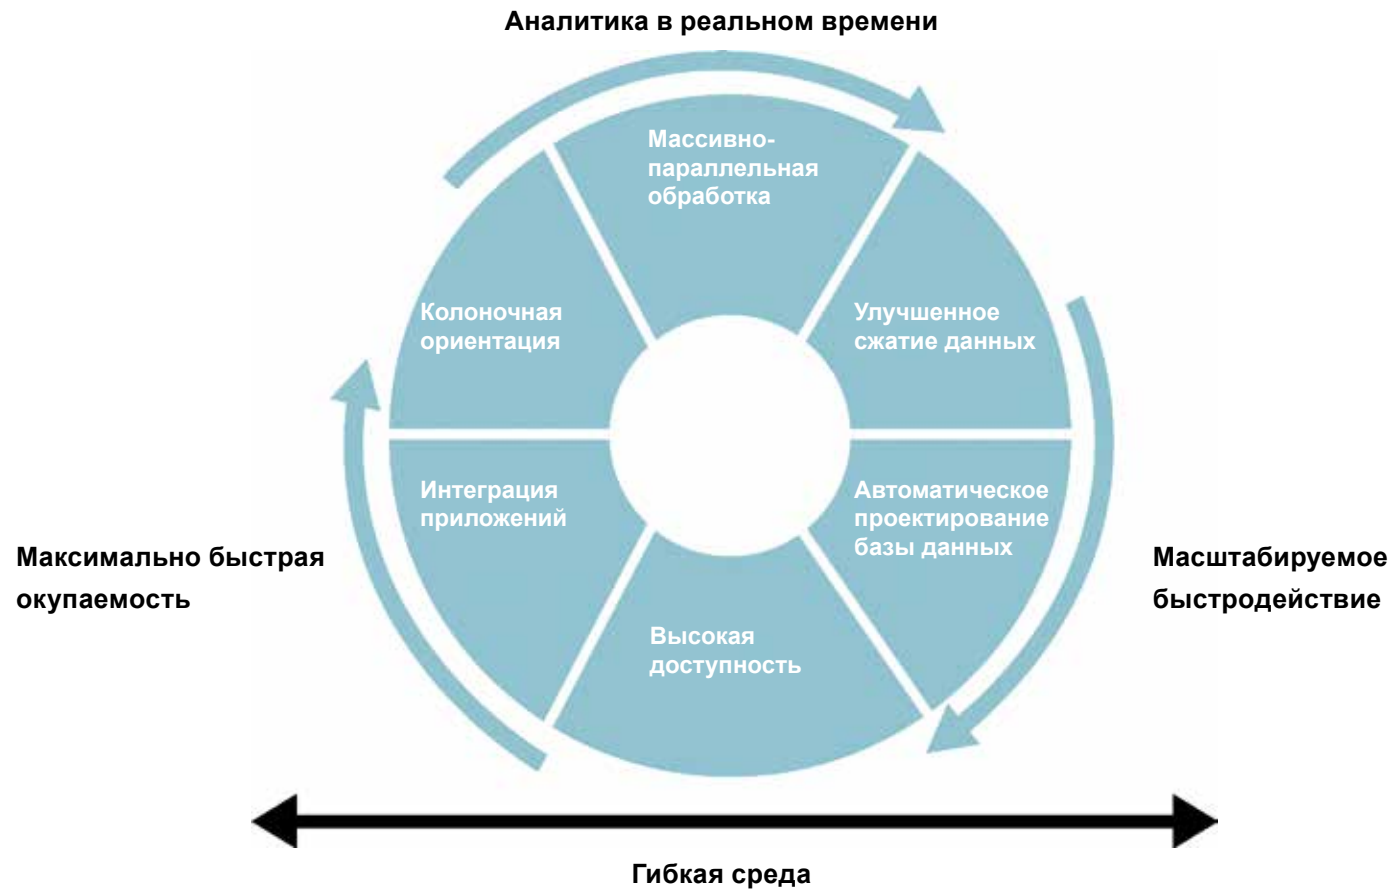 Аналитика в реальном времени
Массивно-
параллельная
обработка
Колоночная
ориентация
Улучшенное
сжатие данных
Интеграция
приложений
Автоматическое
проектирование
базы данных
Максимально быстрая
окупаемость
Масштабируемое
быстродействие
Высокая
доступность
Гибкая среда